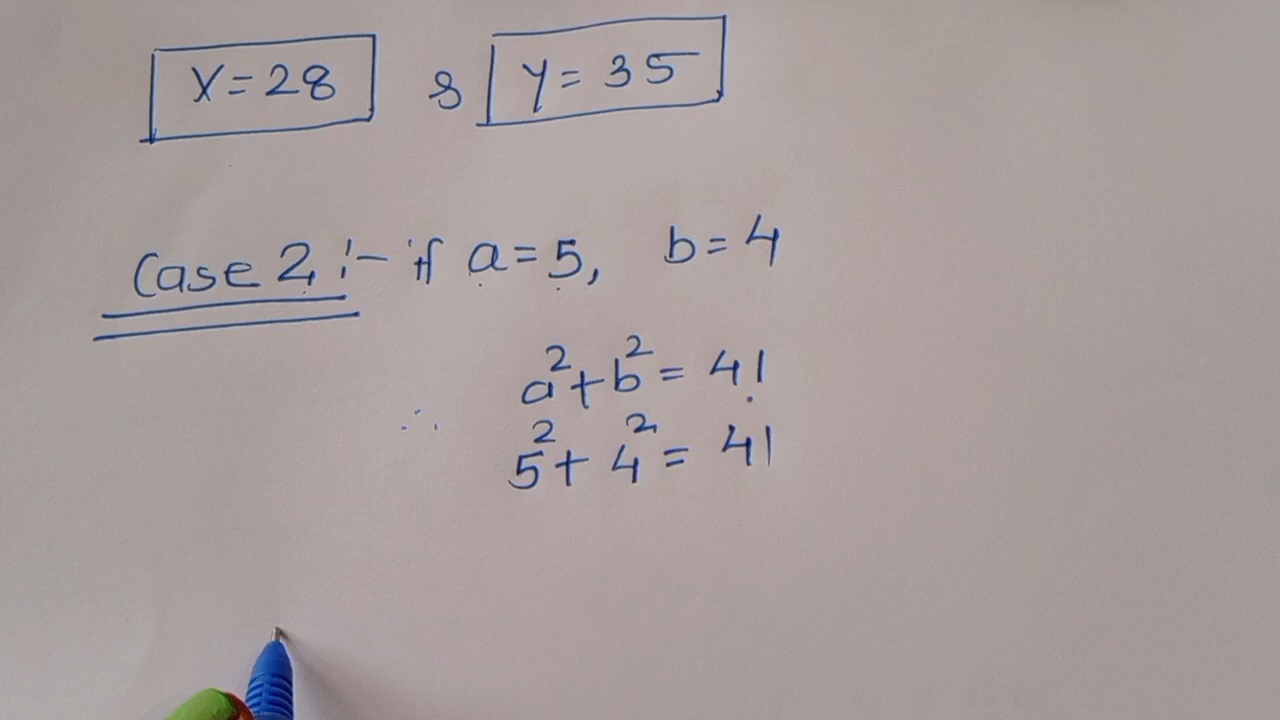 X=28 & Y=35
Case 2:- if a=5, b=4
a²+b²=41
∴ 5²+4²=41